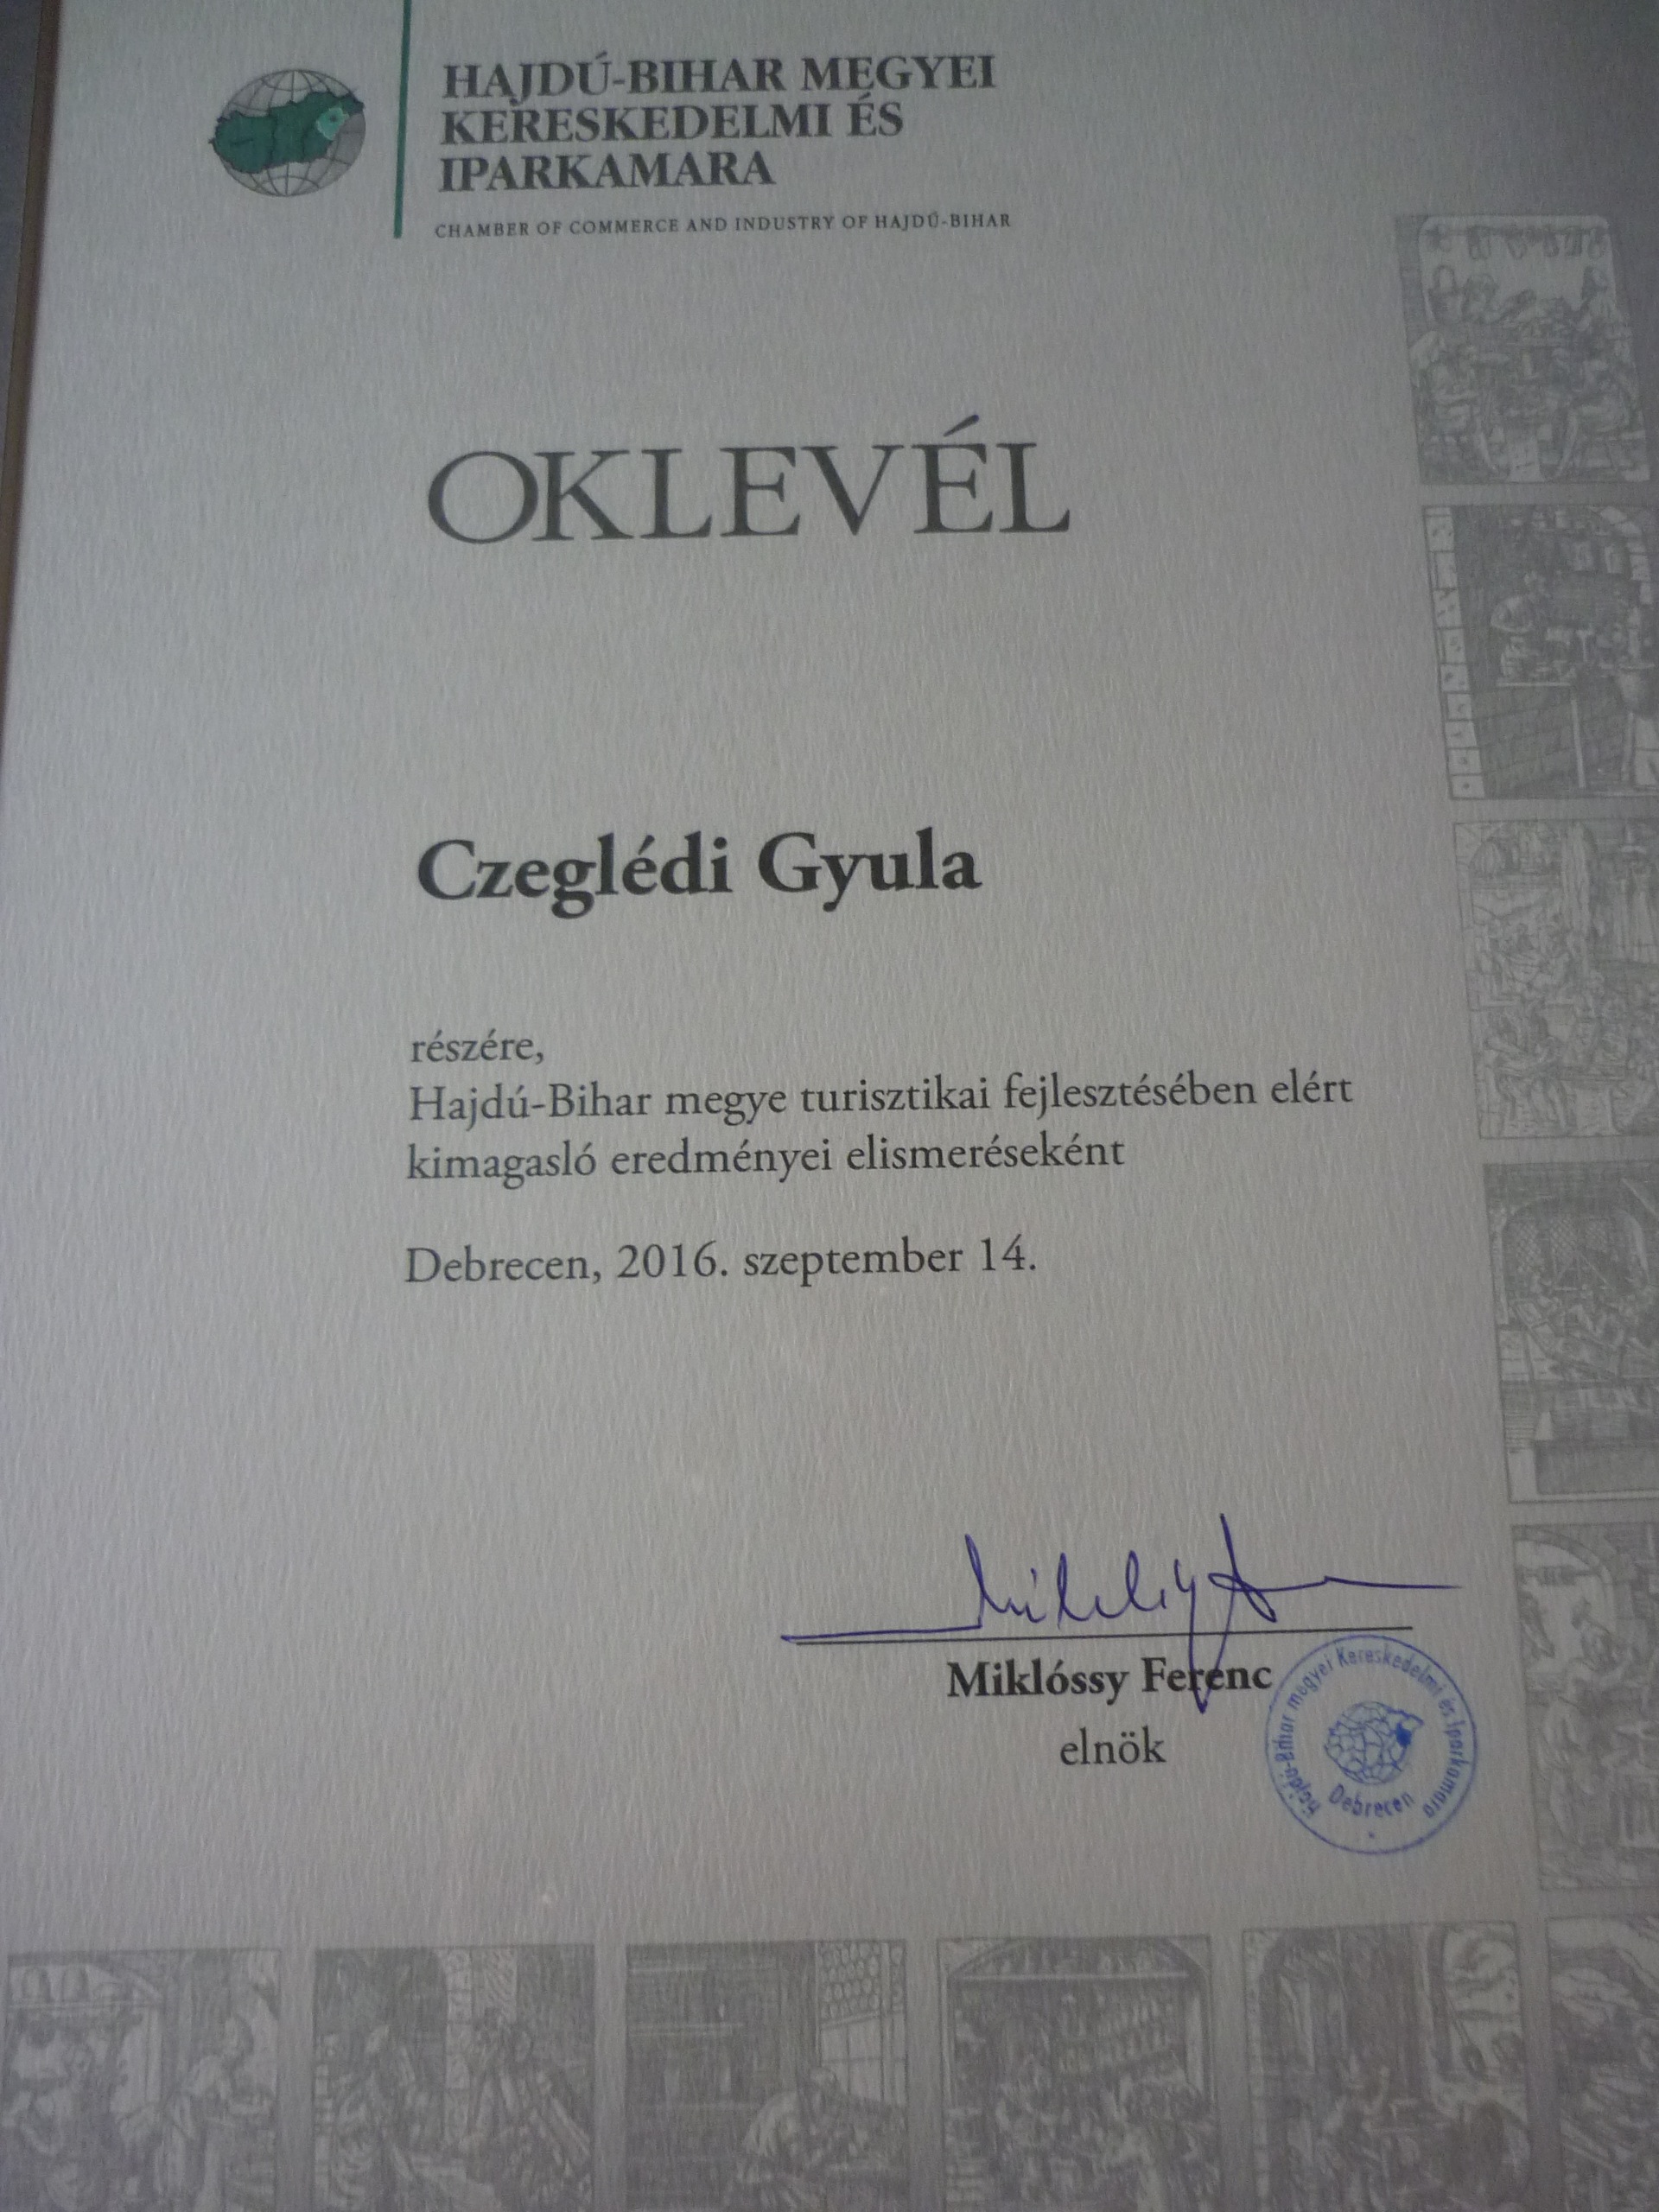 HAJDÚ-BIHAR MEGYEI
KERESKEDELMI ÉS
IPARKAMARA
CHAMBER OF COMMERCE AND INDUSTRY OF HAJDÚ-BIHAR
OKLEVÉL
Czeglédi Gyula
részére,
Hajdú-Bihar megye turisztikai fejlesztésében elért
kimagasló eredményei elismeréseként
Debrecen, 2016. szeptember 14.
Miklóssy Ferenc
elnök
Hajdú-Bihar megyei Kereskedelmi és Iparkamara
Debrecen